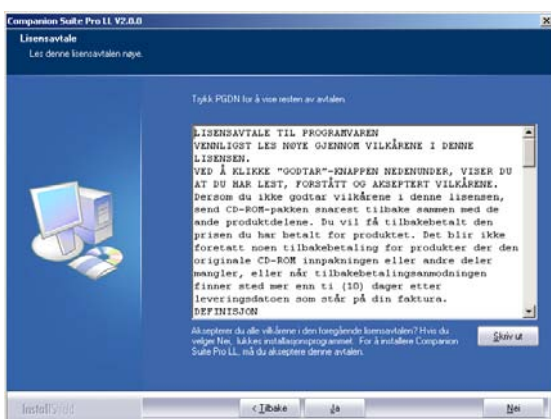 Companion Suite Pro LL V2.0.0
Lisensavtale
Les denne lisensavtalen nøye.
Trykk PGDN for å vise resten av avtalen.
LISENSAVTALE TIL PROGRAMVAREN
VENNLIGST LES NØYE GJENNOM VILKÅRENE I DENNE
LISENSEN.
VED Å KLIKKE "GODTAR"-KNAPPEN NEDENUNDER, VISER DU
AT DU HAR LEST, FORSTÅTT OG AKSEPTERT VILKÅRENE.
Dersom du ikke godtar vilkårene i denne lisensen,
send CD-ROM-pakken snarest tilbake sammen med de
ande produktdelene. Du vil få tilbakebetalt den
prisen du har betalt for produktet. Det blir ikke
foretatt noen tilbakebetaling for produkter der den
originale CD-ROM innpakningen eller andre deler
mangler, eller når tilbakebetalingsanmodningen
finner sted mer enn ti (10) dager etter
leveringsdatoen som står på din faktura.
DEFINISJON
Aksepterer du alle vilkårene i den foregående lisensavtalen? Hvis du
velger Nei, lukkes installasjonsprogrammet. For å installere Companion
Suite Pro LL, må du akseptere denne avtalen.
Skriv ut
InstallShield
< Tilbake
Ja
Nei